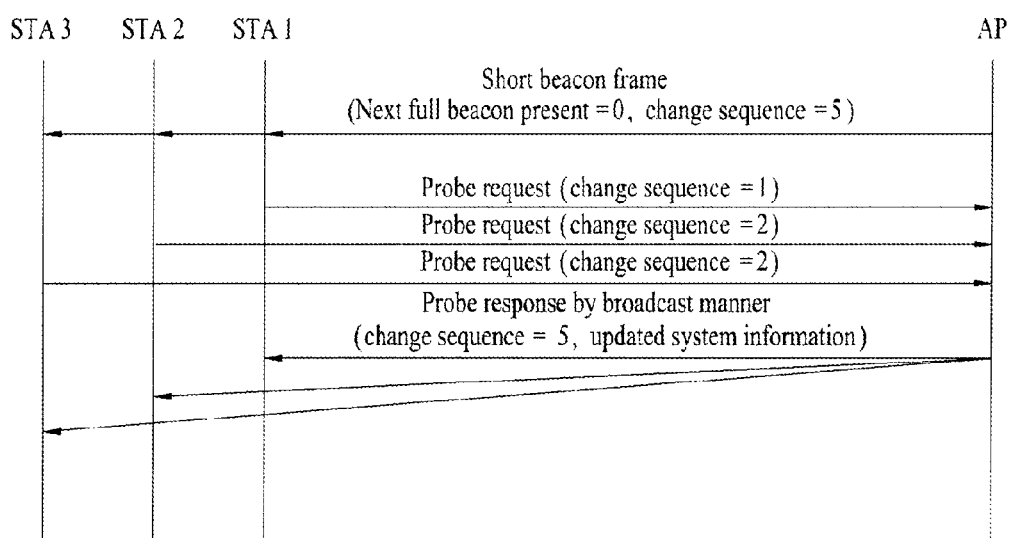 STA 3 STA 2 STA 1 AP
Short beacon frame
(Next full beacon present =0, change sequence =5)
Probe request (change sequence =1)
Probe request (change sequence =2)
Probe request (change sequence =2)
Probe response by broadcast manner
(change sequence = 5, updated system information)